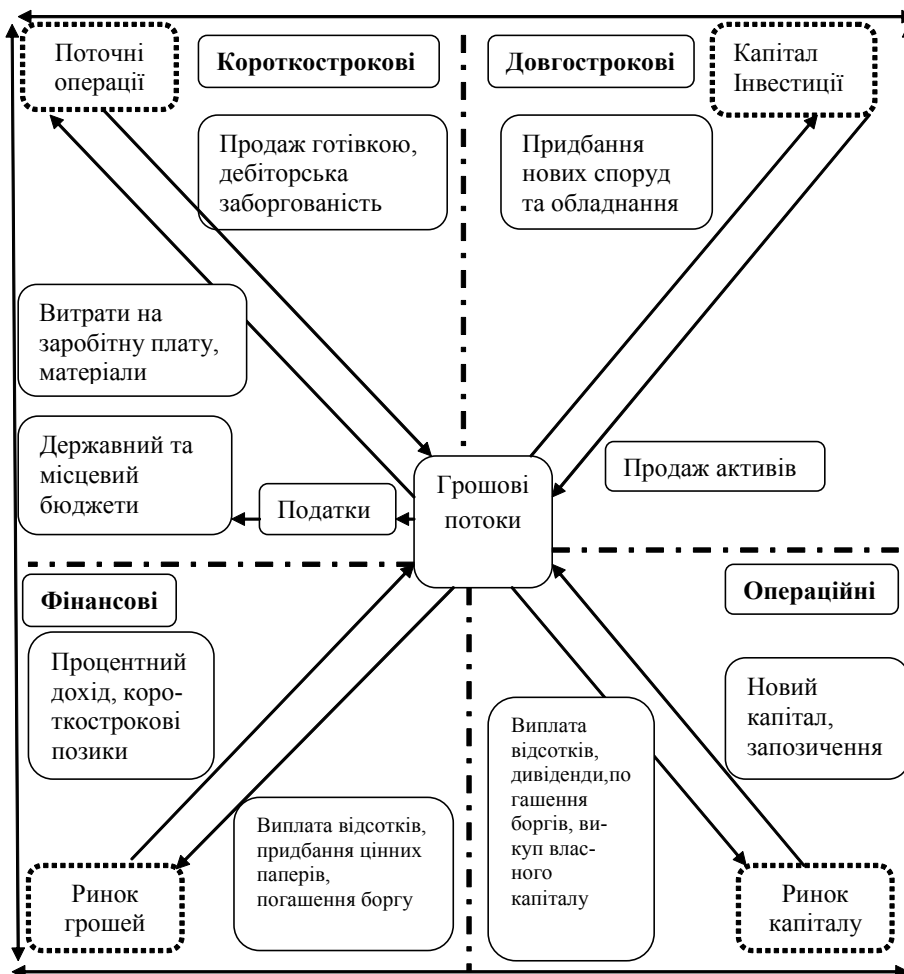 Поточні
операції
Короткострокові
Довгострокові
Капітал
Інвестиції
Продаж готівкою,
дебіторська
заборгованість
Придбання
нових споруд
та обладнання
Витрати на
заробітну плату,
матеріали
Державний та
місцевий
бюджети
Податки
Грошові
потоки
Продаж активів
Фінансові
Операційні
Процентний
дохід, коро-
ткострокові
позики
Виплата відсотків,
придбання цінних
паперів,
погашення боргу
Виплата
відсотків,
дивіденди,по
гашення
боргів, ви-
куп влас-
ного
капіталу
Новий
капітал,
запозичення
Ринок
грошей
Ринок
капіталу